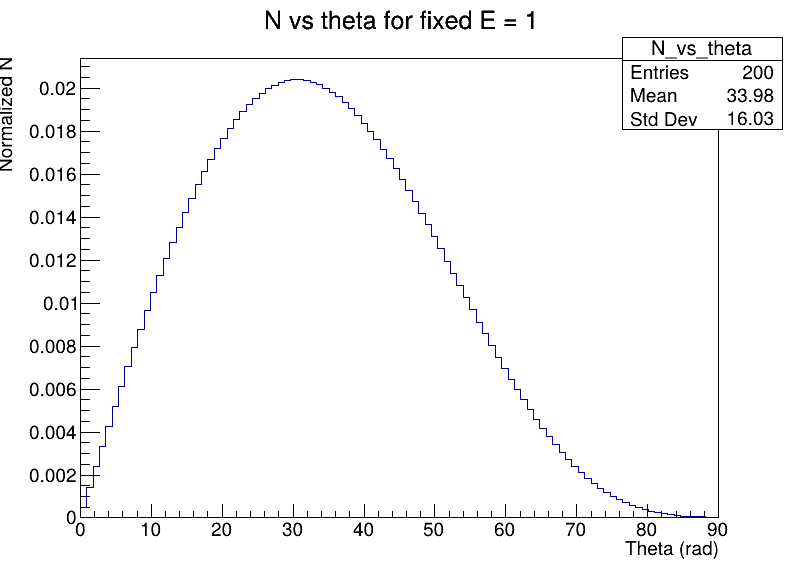 N vs theta for fixed E = 1
N_vs_theta
Entries 200
Mean 33.98
Std Dev 16.03
Normalized N
0.02
0.018
0.016
0.014
0.012
0.01
0.008
0.006
0.004
0.002
0
0 10 20 30 40 50 60 70 80 90
Theta (rad)